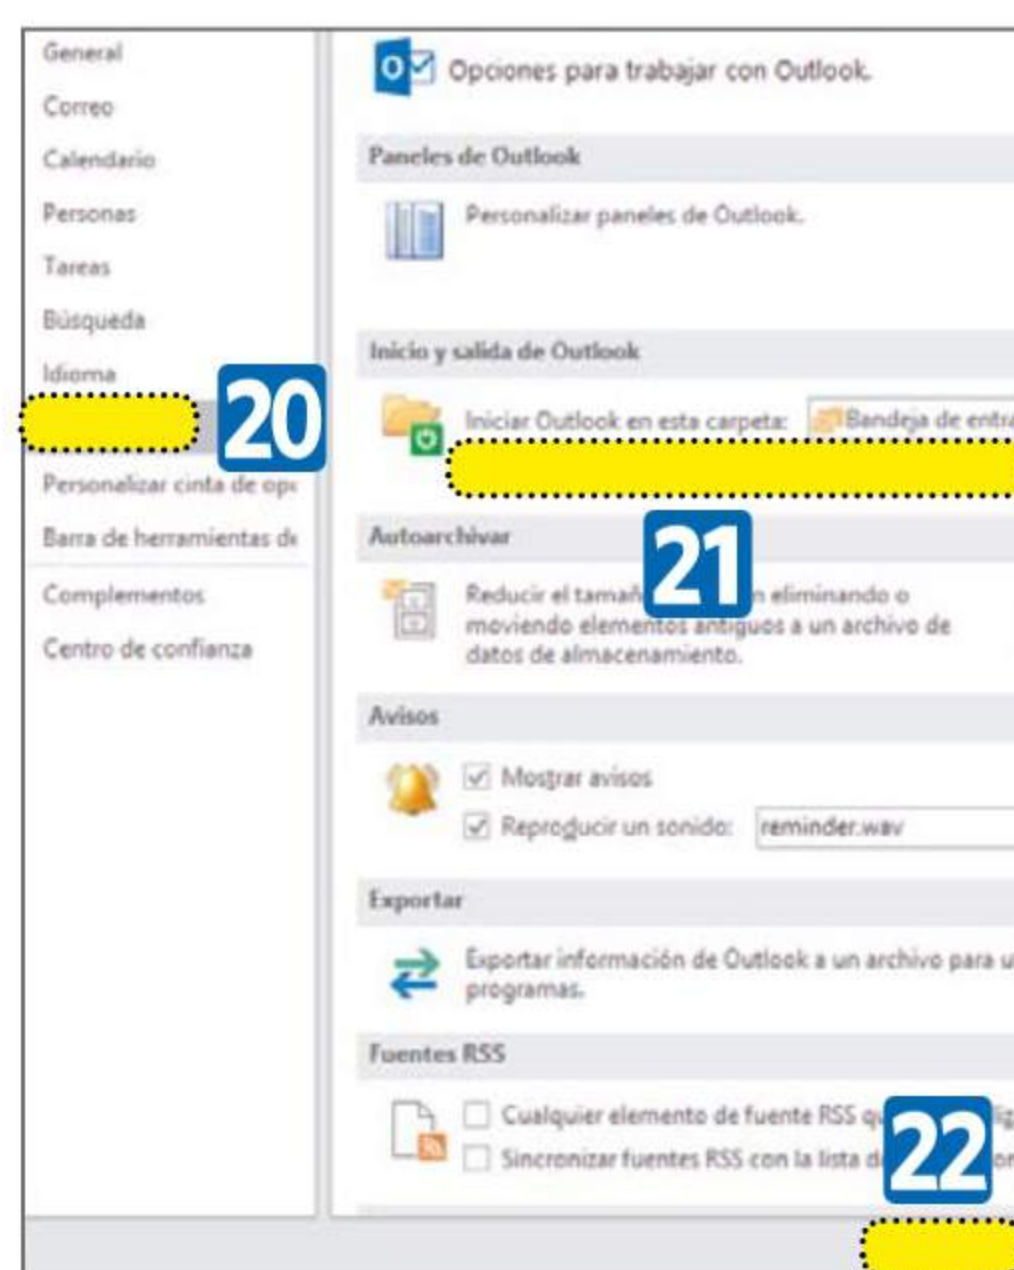 General
Correo
Calendario
Personas
Tareas
Búsqueda
Idioma
20
Personalizar cinta de opc
Barra de herramientas de
Complementos
Centro de confianza
Opciones para trabajar con Outlook.
Paneles de Outlook
Personalizar paneles de Outlook.
Inicio y salida de Outlook
Iniciar Outlook en esta carpeta: Bandeja de entra
Autoarchivar
21
Reducir el tamañ n eliminando o
moviendo elementos antiguos a un archivo de
datos de almacenamiento.
Avisos
Mostrar avisos
Reproducir un sonido: reminder.wav
Exportar
Exportar información de Outlook a un archivo para u
programas.
Fuentes RSS
Cualquier elemento de fuente RSS qu
22
Sincronizar fuentes RSS con la lista d